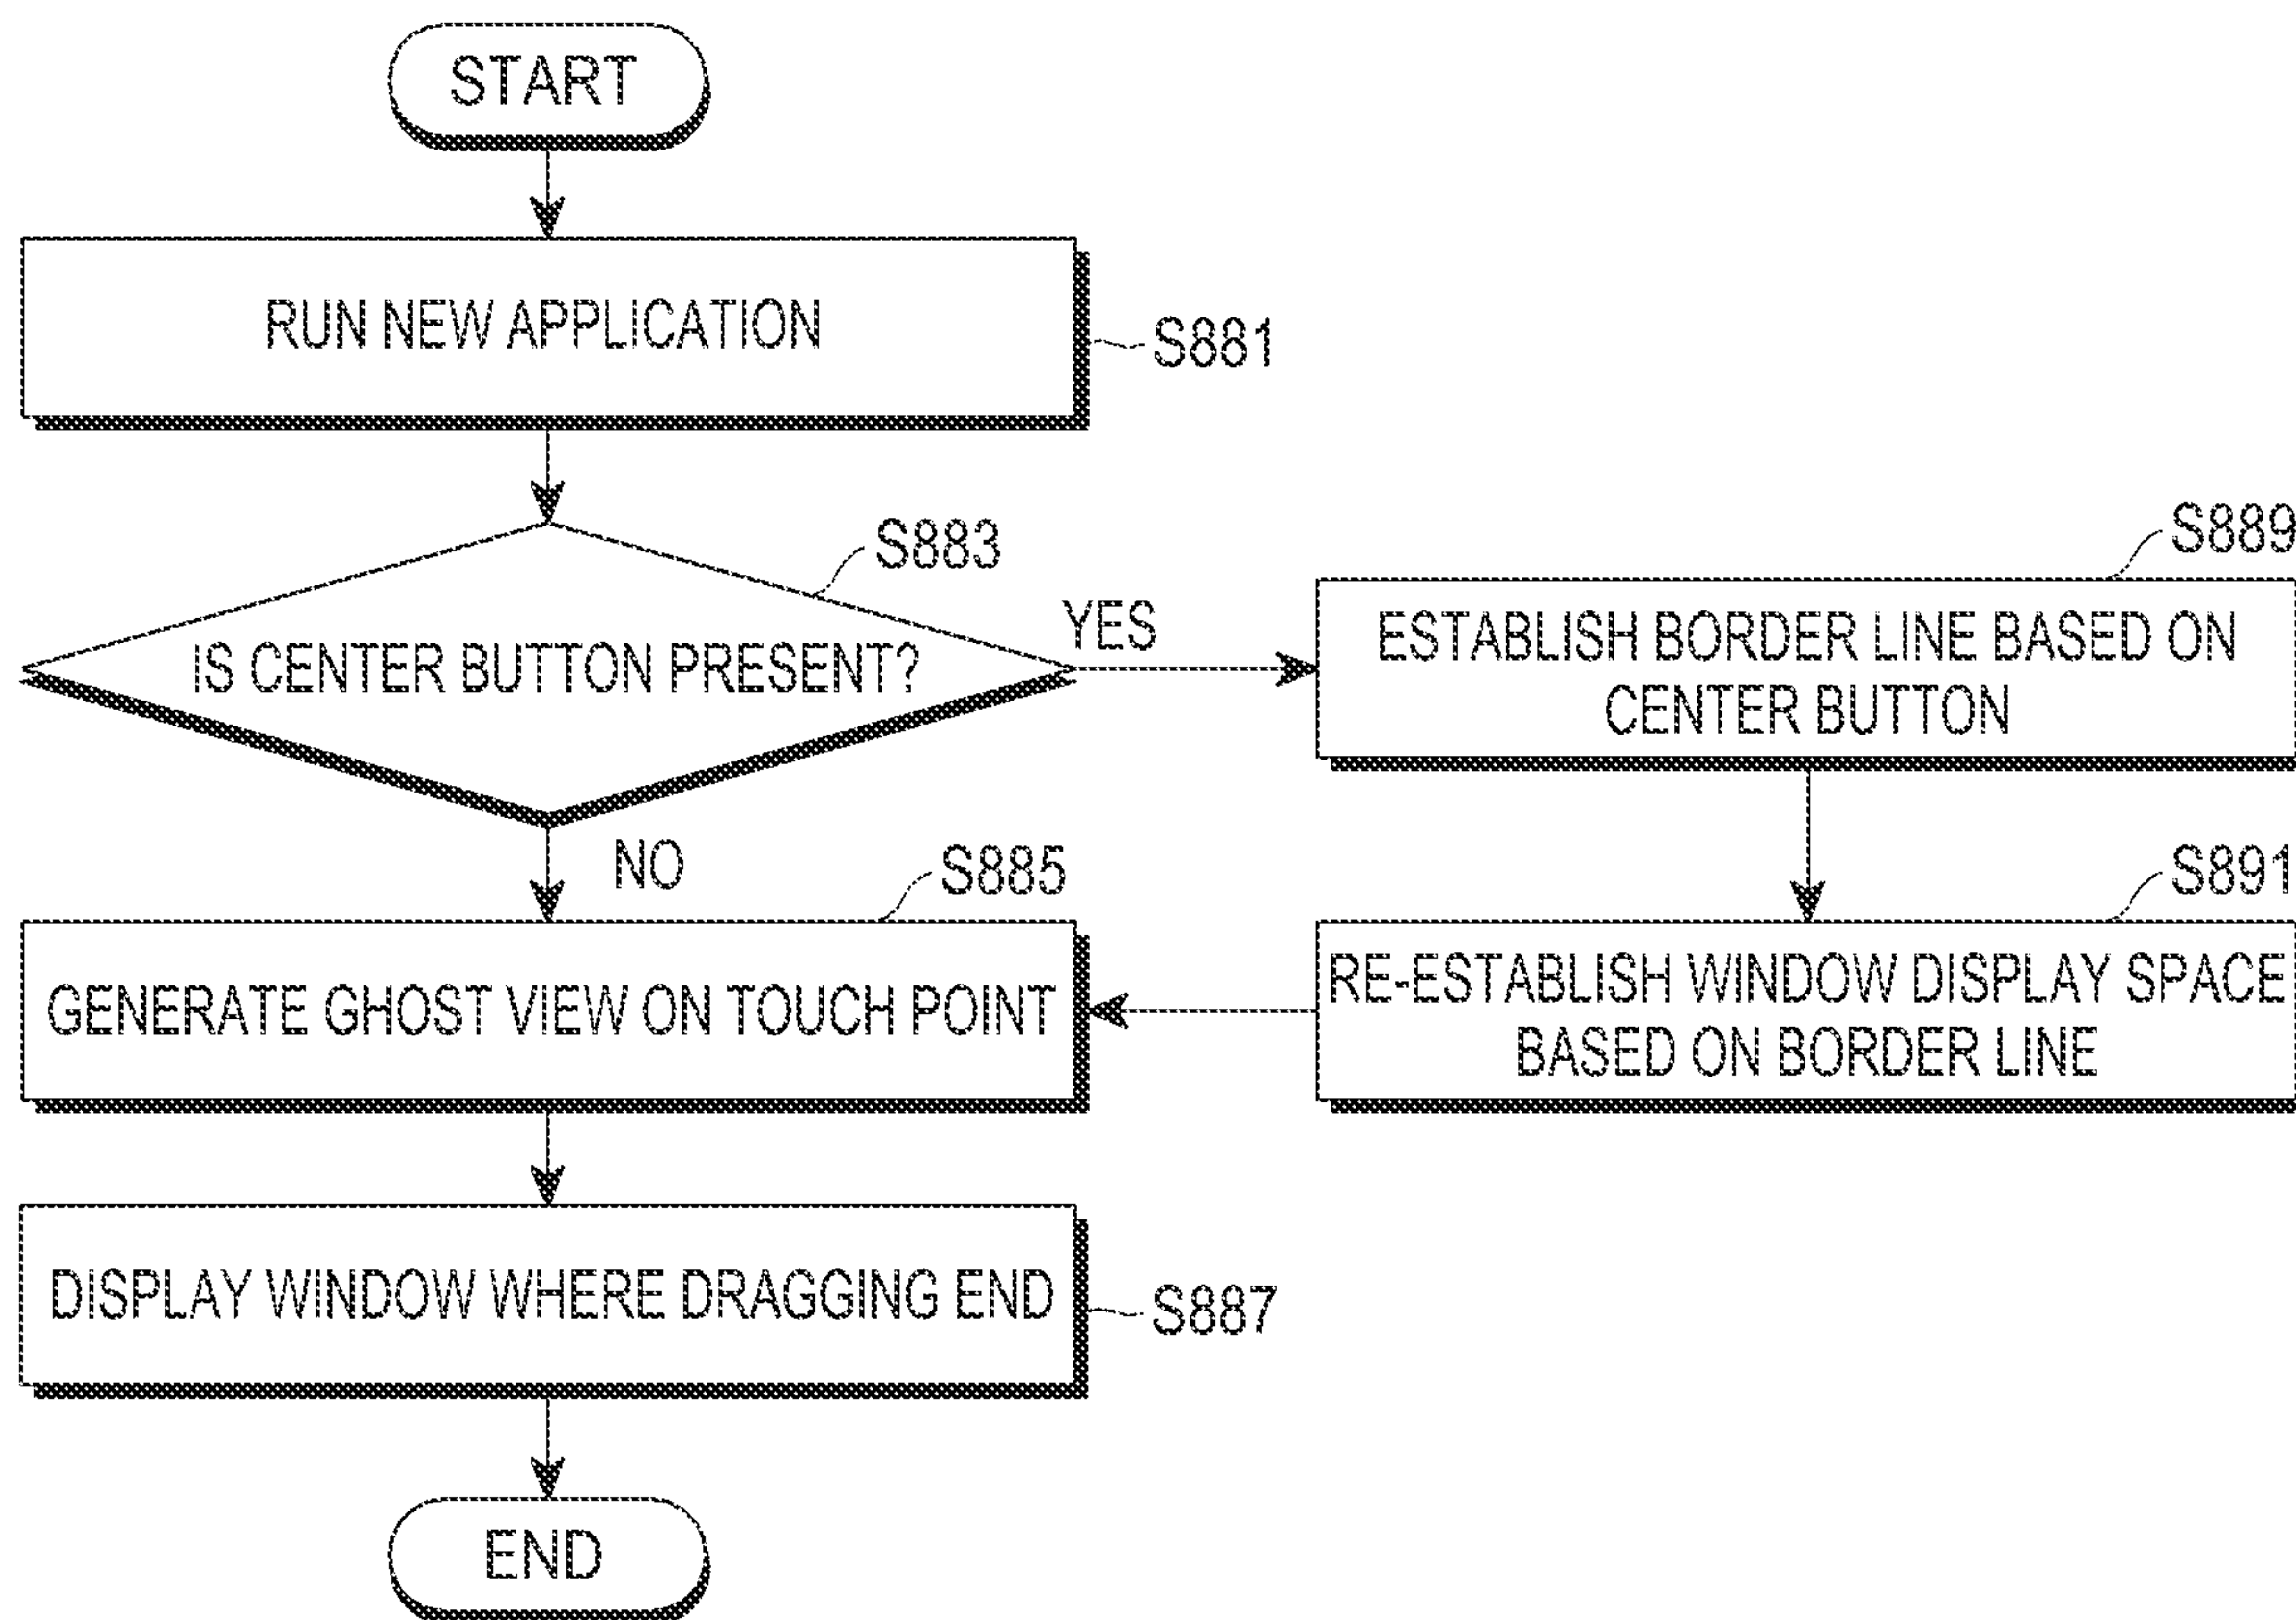 START
RUN NEW APPLICATION
S881
S883
IS CENTER BUTTON PRESENT?
YES
S889
ESTABLISH BORDER LINE BASED ON
CENTER BUTTON
NO
S885
GENERATE GHOST VIEW ON TOUCH POINT
S891
RE-ESTABLISH WINDOW DISPLAY SPACE
BASED ON BORDER LINE
DISPLAY WINDOW WHERE DRAGGING END
S887
END